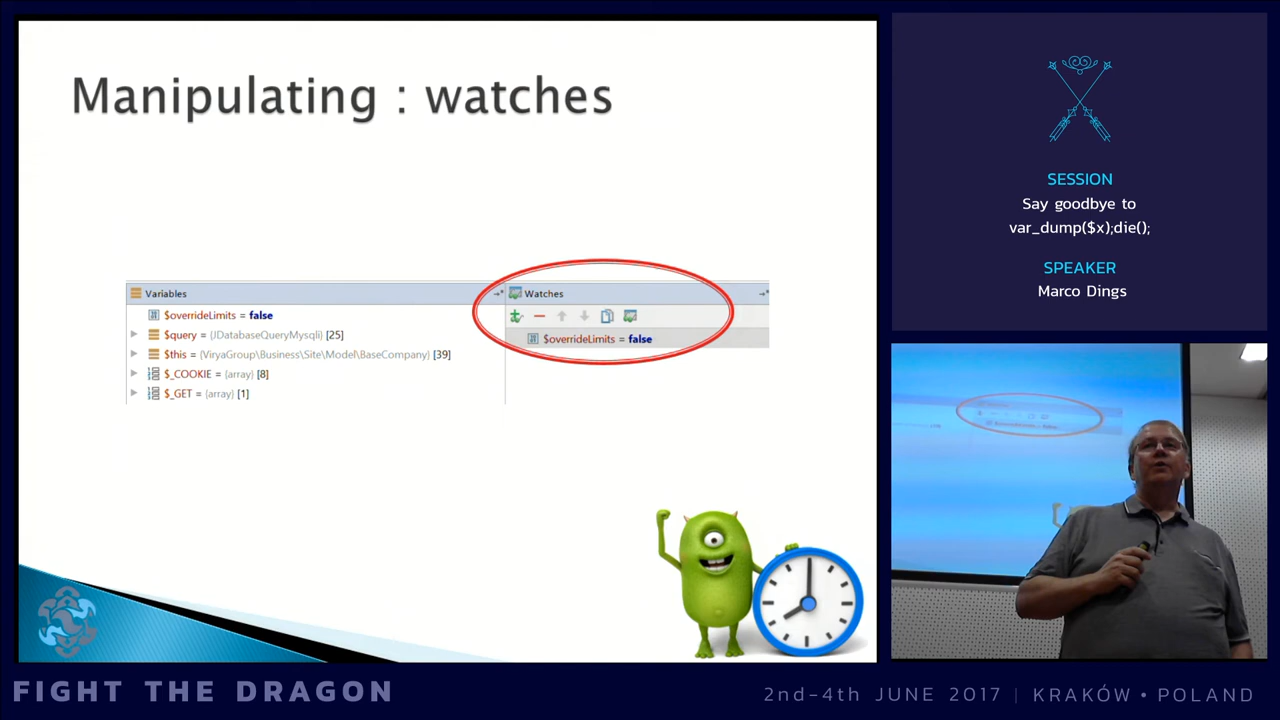 Manipulating : watches
Variables
$overrideLimits = false
$query = {JDatabaseQueryMysqli} [25]
$this = {ViryaGroup\Business\Site\Model\BaseCompany} [39]
$_COOKIE = {array} [8]
$_GET = {array} [1]
Watches
$overrideLimits = false
SESSION
Say goodbye to
var_dump($x);die();
SPEAKER
Marco Dings
FIGHT THE DRAGON
2nd-4th JUNE 2017 | KRAKÓW • POLAND